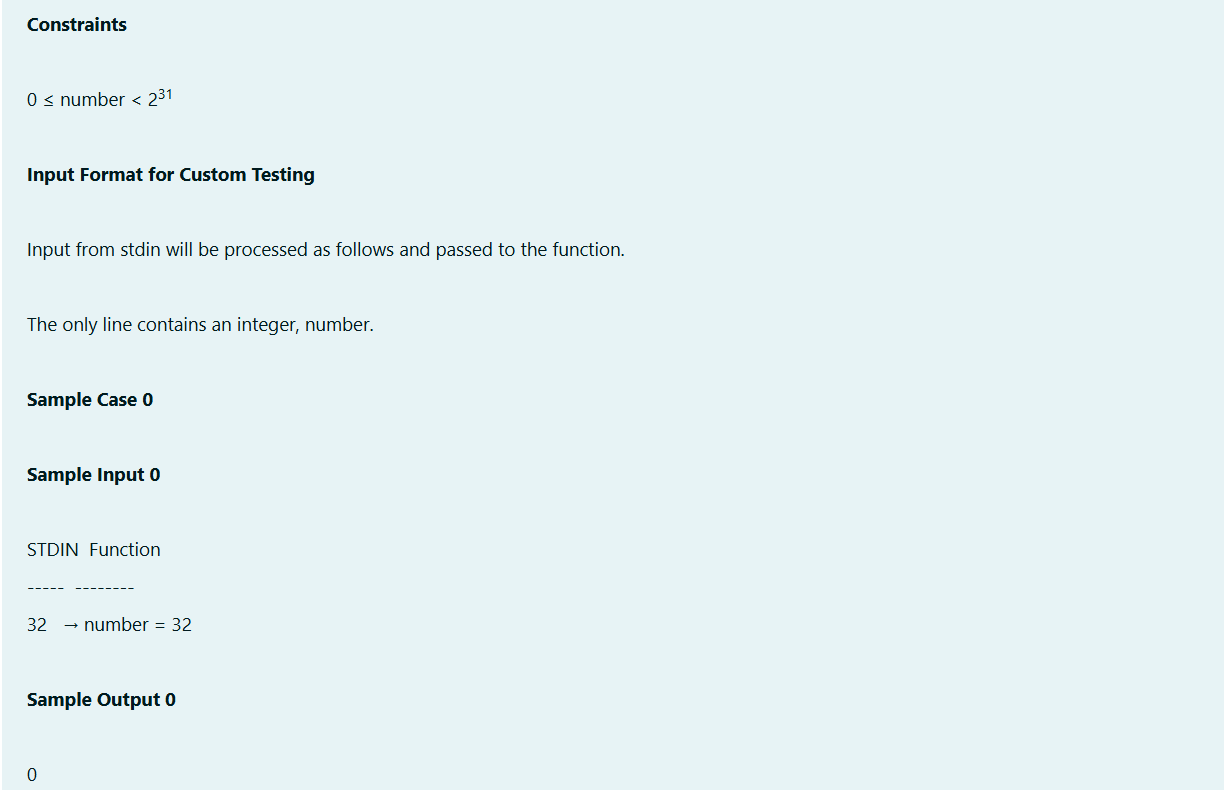 Constraints
0 ≤ number < 2³¹
Input Format for Custom Testing
Input from stdin will be processed as follows and passed to the function.
The only line contains an integer, number.
Sample Case 0
Sample Input 0
STDIN  Function
-----  --------
32   → number = 32
Sample Output 0
0